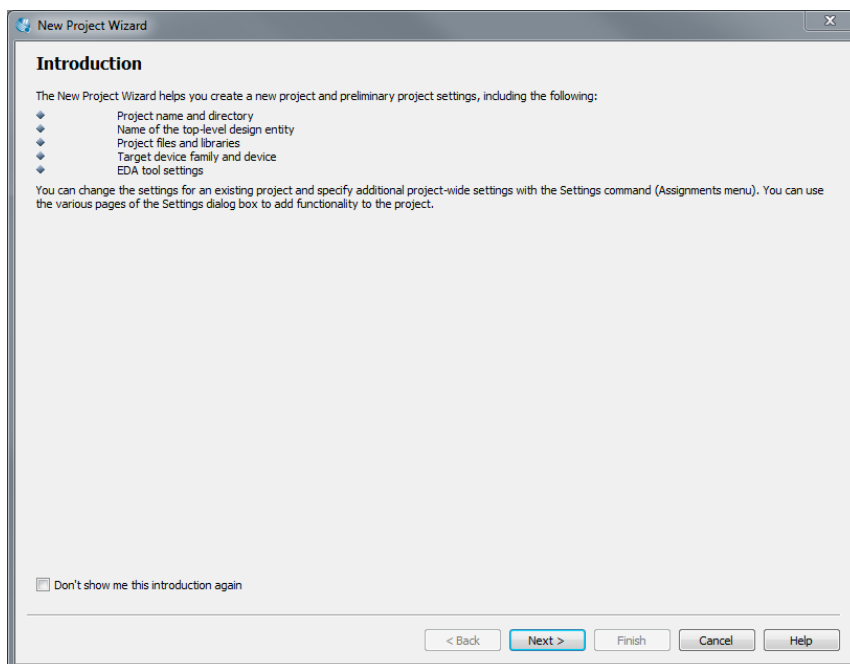 New Project Wizard
Introduction
The New Project Wizard helps you create a new project and preliminary project settings, including the following:
Project name and directory
Name of the top-level design entity
Project files and libraries
Target device family and device
EDA tool settings
You can change the settings for an existing project and specify additional project-wide settings with the Settings command (Assignments menu). You can use
the various pages of the Settings dialog box to add functionality to the project.
Don't show me this introduction again
< Back Next > Finish Cancel Help